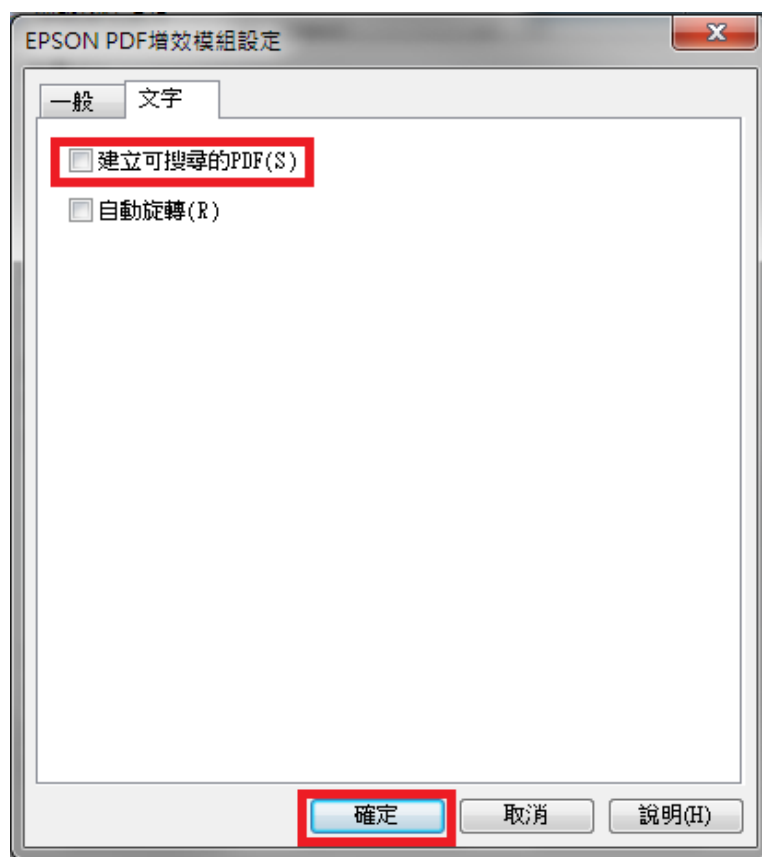 EPSON PDF增效模組設定
一般 文字
建立可搜尋的PDF(S)
自動旋轉(R)
確定 取消 說明(H)